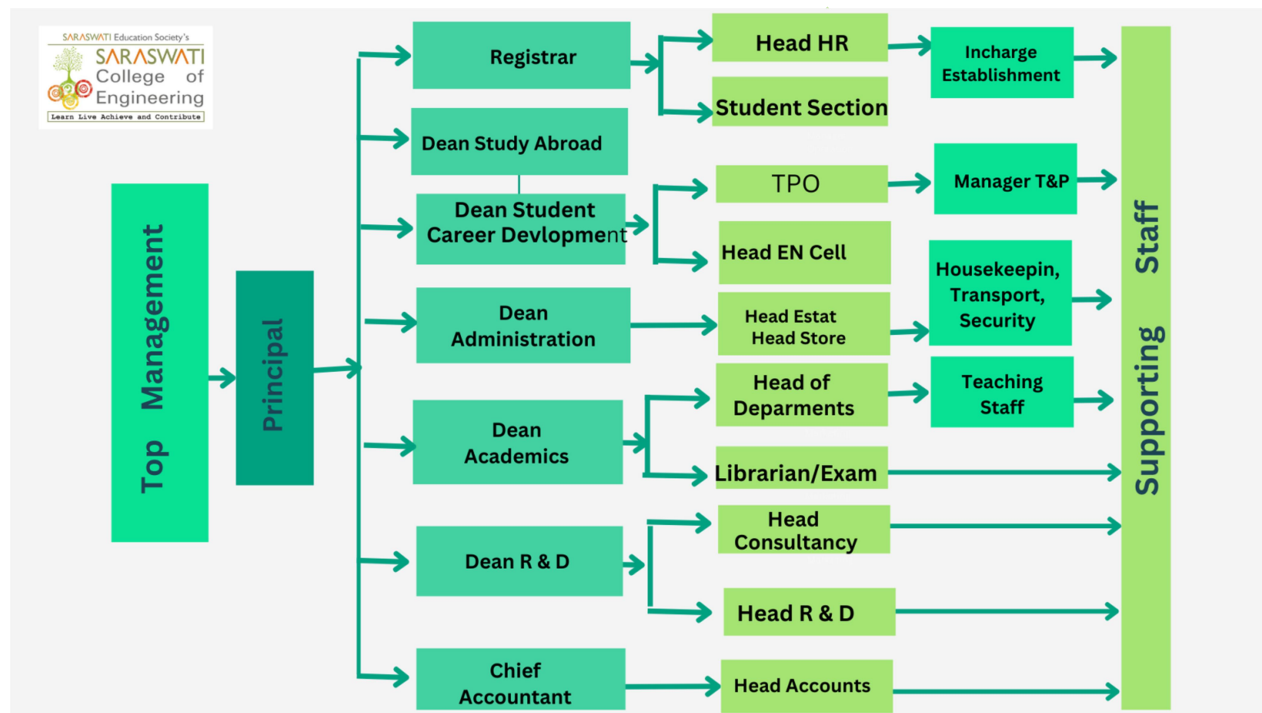 SARASWATI Education Society's
SARASWATI
College of
Engineering
Learn Live Achieve and Contribute
Top Management
Principal
Registrar
Dean Study Abroad
Dean Student
Career Devlopment
Dean
Administration
Dean
Academics
Dean R & D
Chief
Accountant
Head HR
Student Section
TPO
Head EN Cell
Head Estat
Head Store
Head of
Deparments
Librarian/Exam
Head
Consultancy
Head R & D
Head Accounts
Incharge
Establishment
Manager T&P
Housekeepin,
Transport,
Security
Teaching
Staff
Supporting Staff